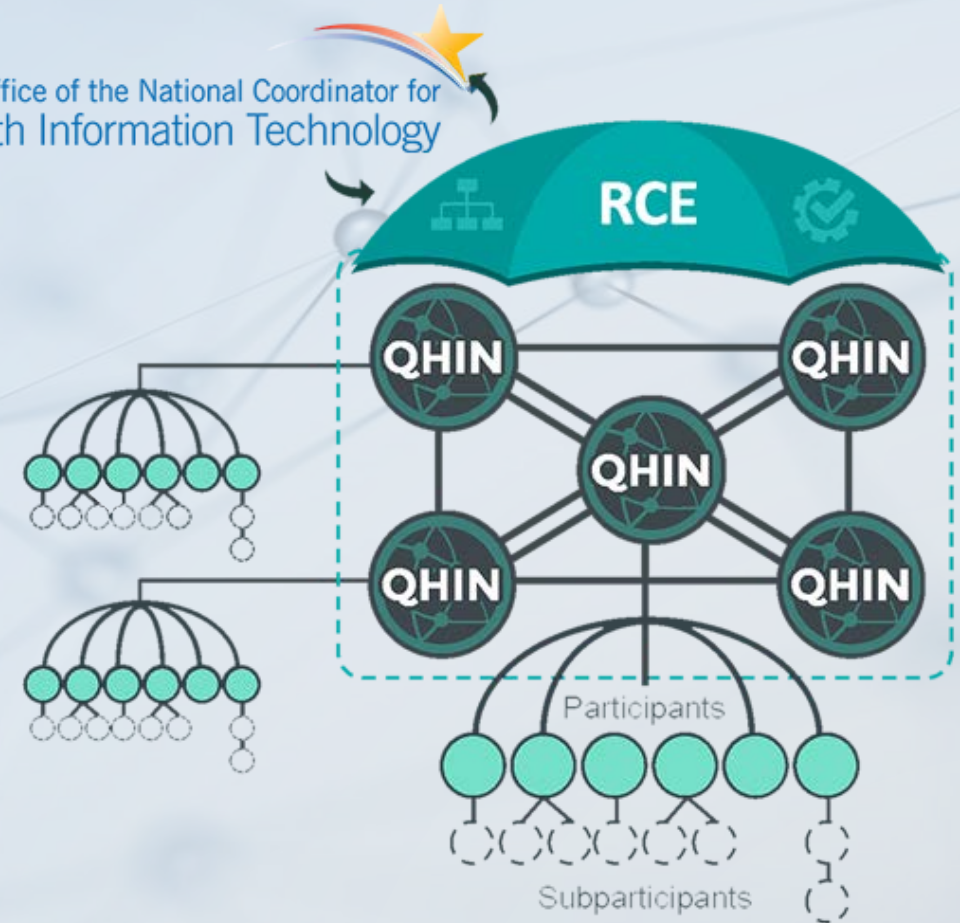 ffice of the National Coordinator for
th Information Technology
RCE
QHIN
QHIN
QHIN
QHIN
QHIN
Participants
Subparticipants